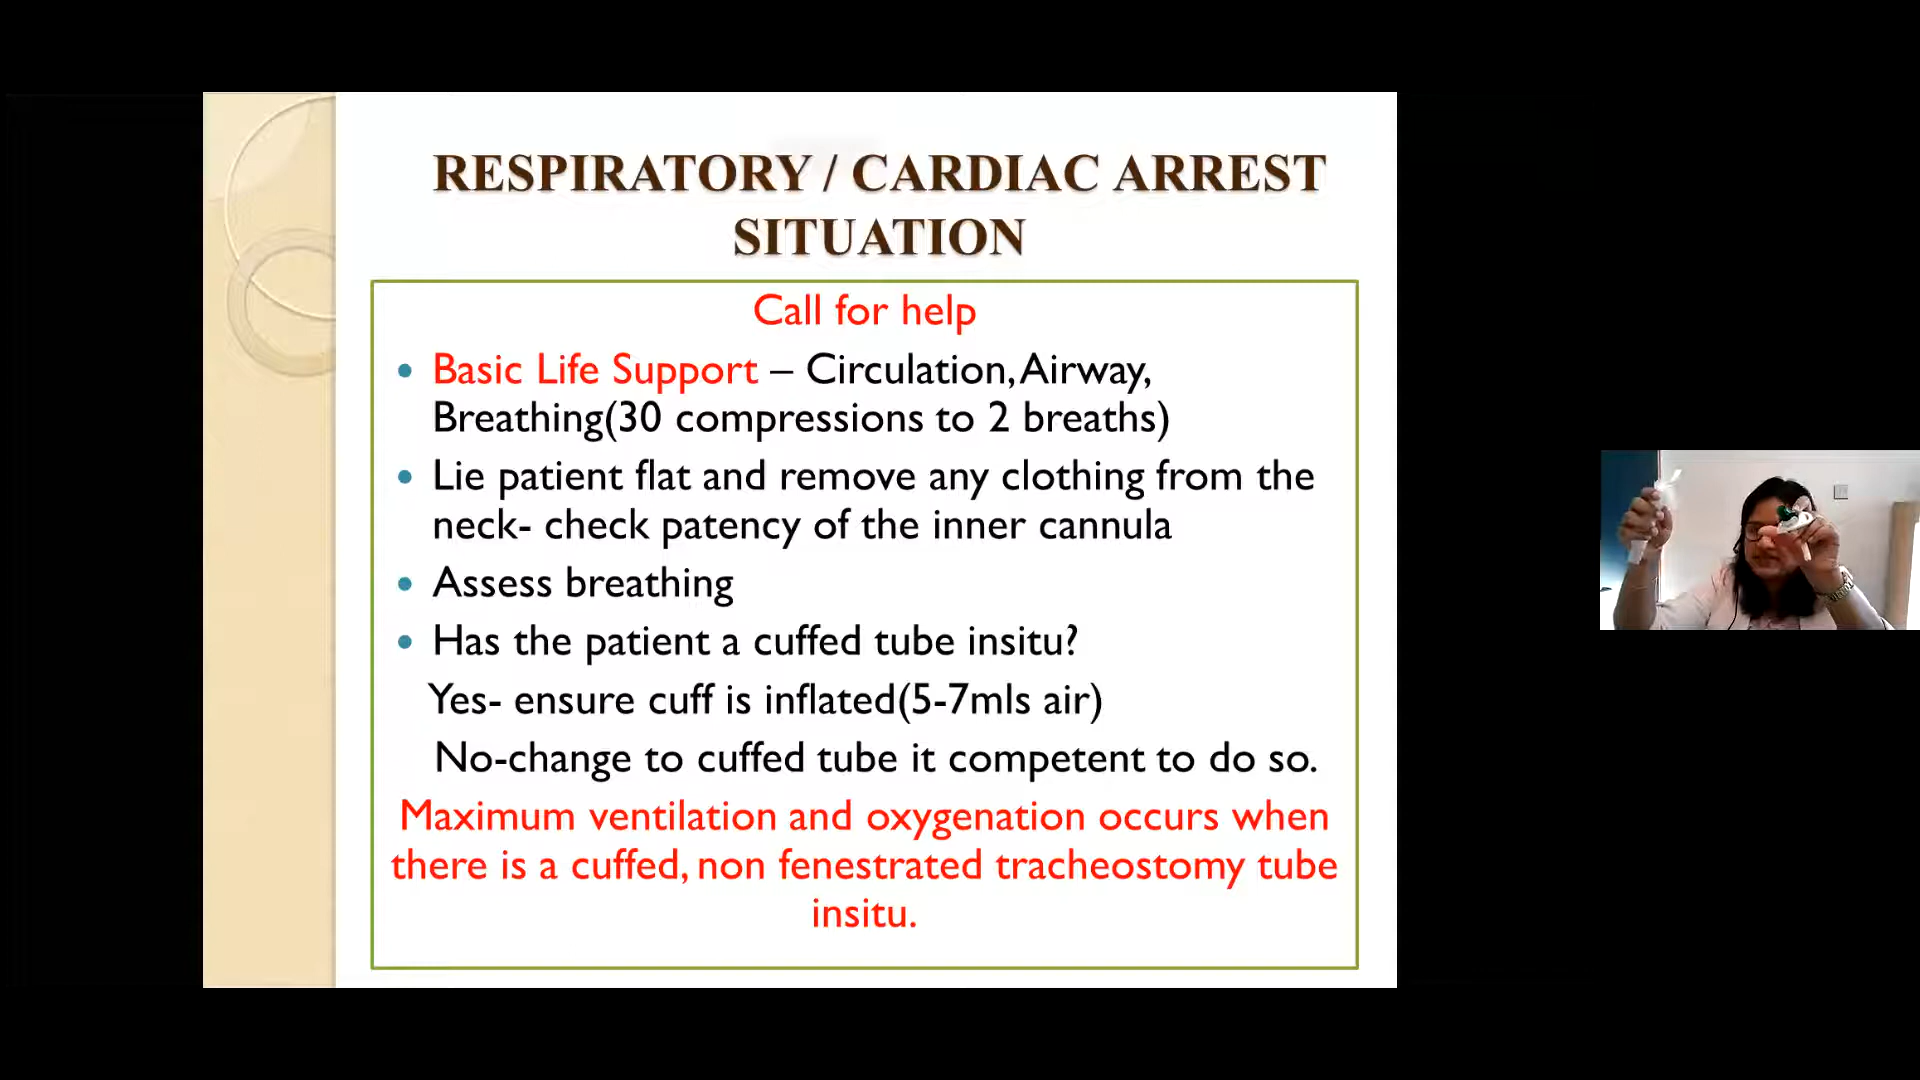 RESPIRATORY / CARDIAC ARREST
SITUATION
Call for help
• Basic Life Support – Circulation, Airway,
Breathing(30 compressions to 2 breaths)
• Lie patient flat and remove any clothing from the
neck- check patency of the inner cannula
• Assess breathing
• Has the patient a cuffed tube insitu?
Yes- ensure cuff is inflated(5-7mls air)
No-change to cuffed tube it competent to do so.
Maximum ventilation and oxygenation occurs when
there is a cuffed, non fenestrated tracheostomy tube
insitu.